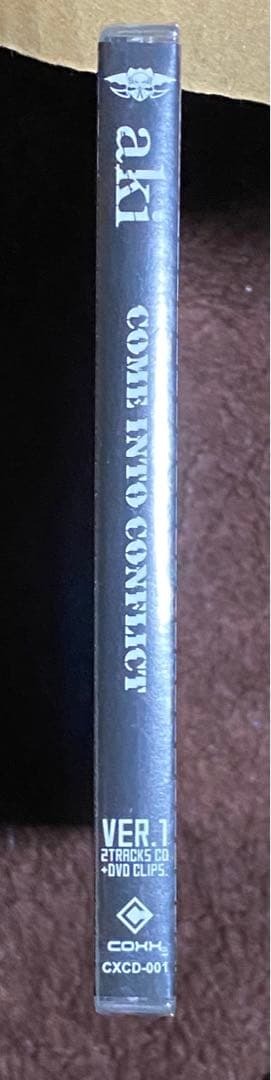 aki
COME INTO CONFLICT
VER.1
2TRACKS CD
+DVD CLIPS.
COXX
CXCD-001